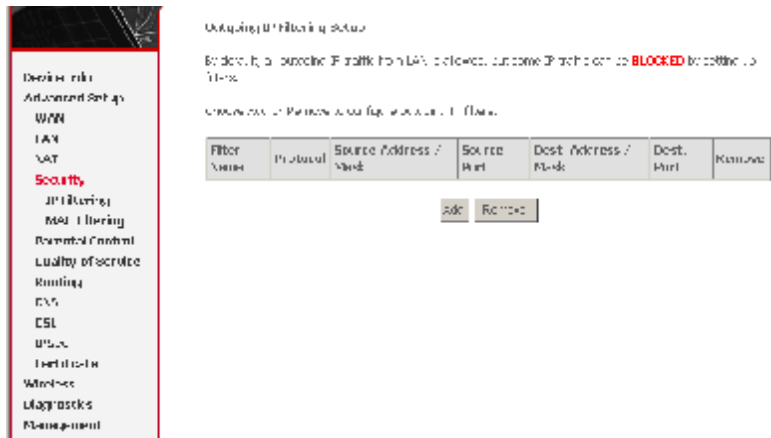 Device Info
Advanced Setup
WAN
LAN
NAT
Security
IP Filtering
MAC Filtering
Parental Control
Quality of Service
Routing
DNS
DSL
IPSec
Certificate
Wireless
Diagnostics
Management
Outgoing IP Filtering Setup
By default, all outgoing IP traffic from LAN is allowed, but some IP traffic can be BLOCKED by setting up
filters.
Choose Add or Remove to configure outgoing IP filters.
Filter Name Protocol Source Address / Mask Source Port Dest. Address / Mask Dest. Port Remove
Add Remove